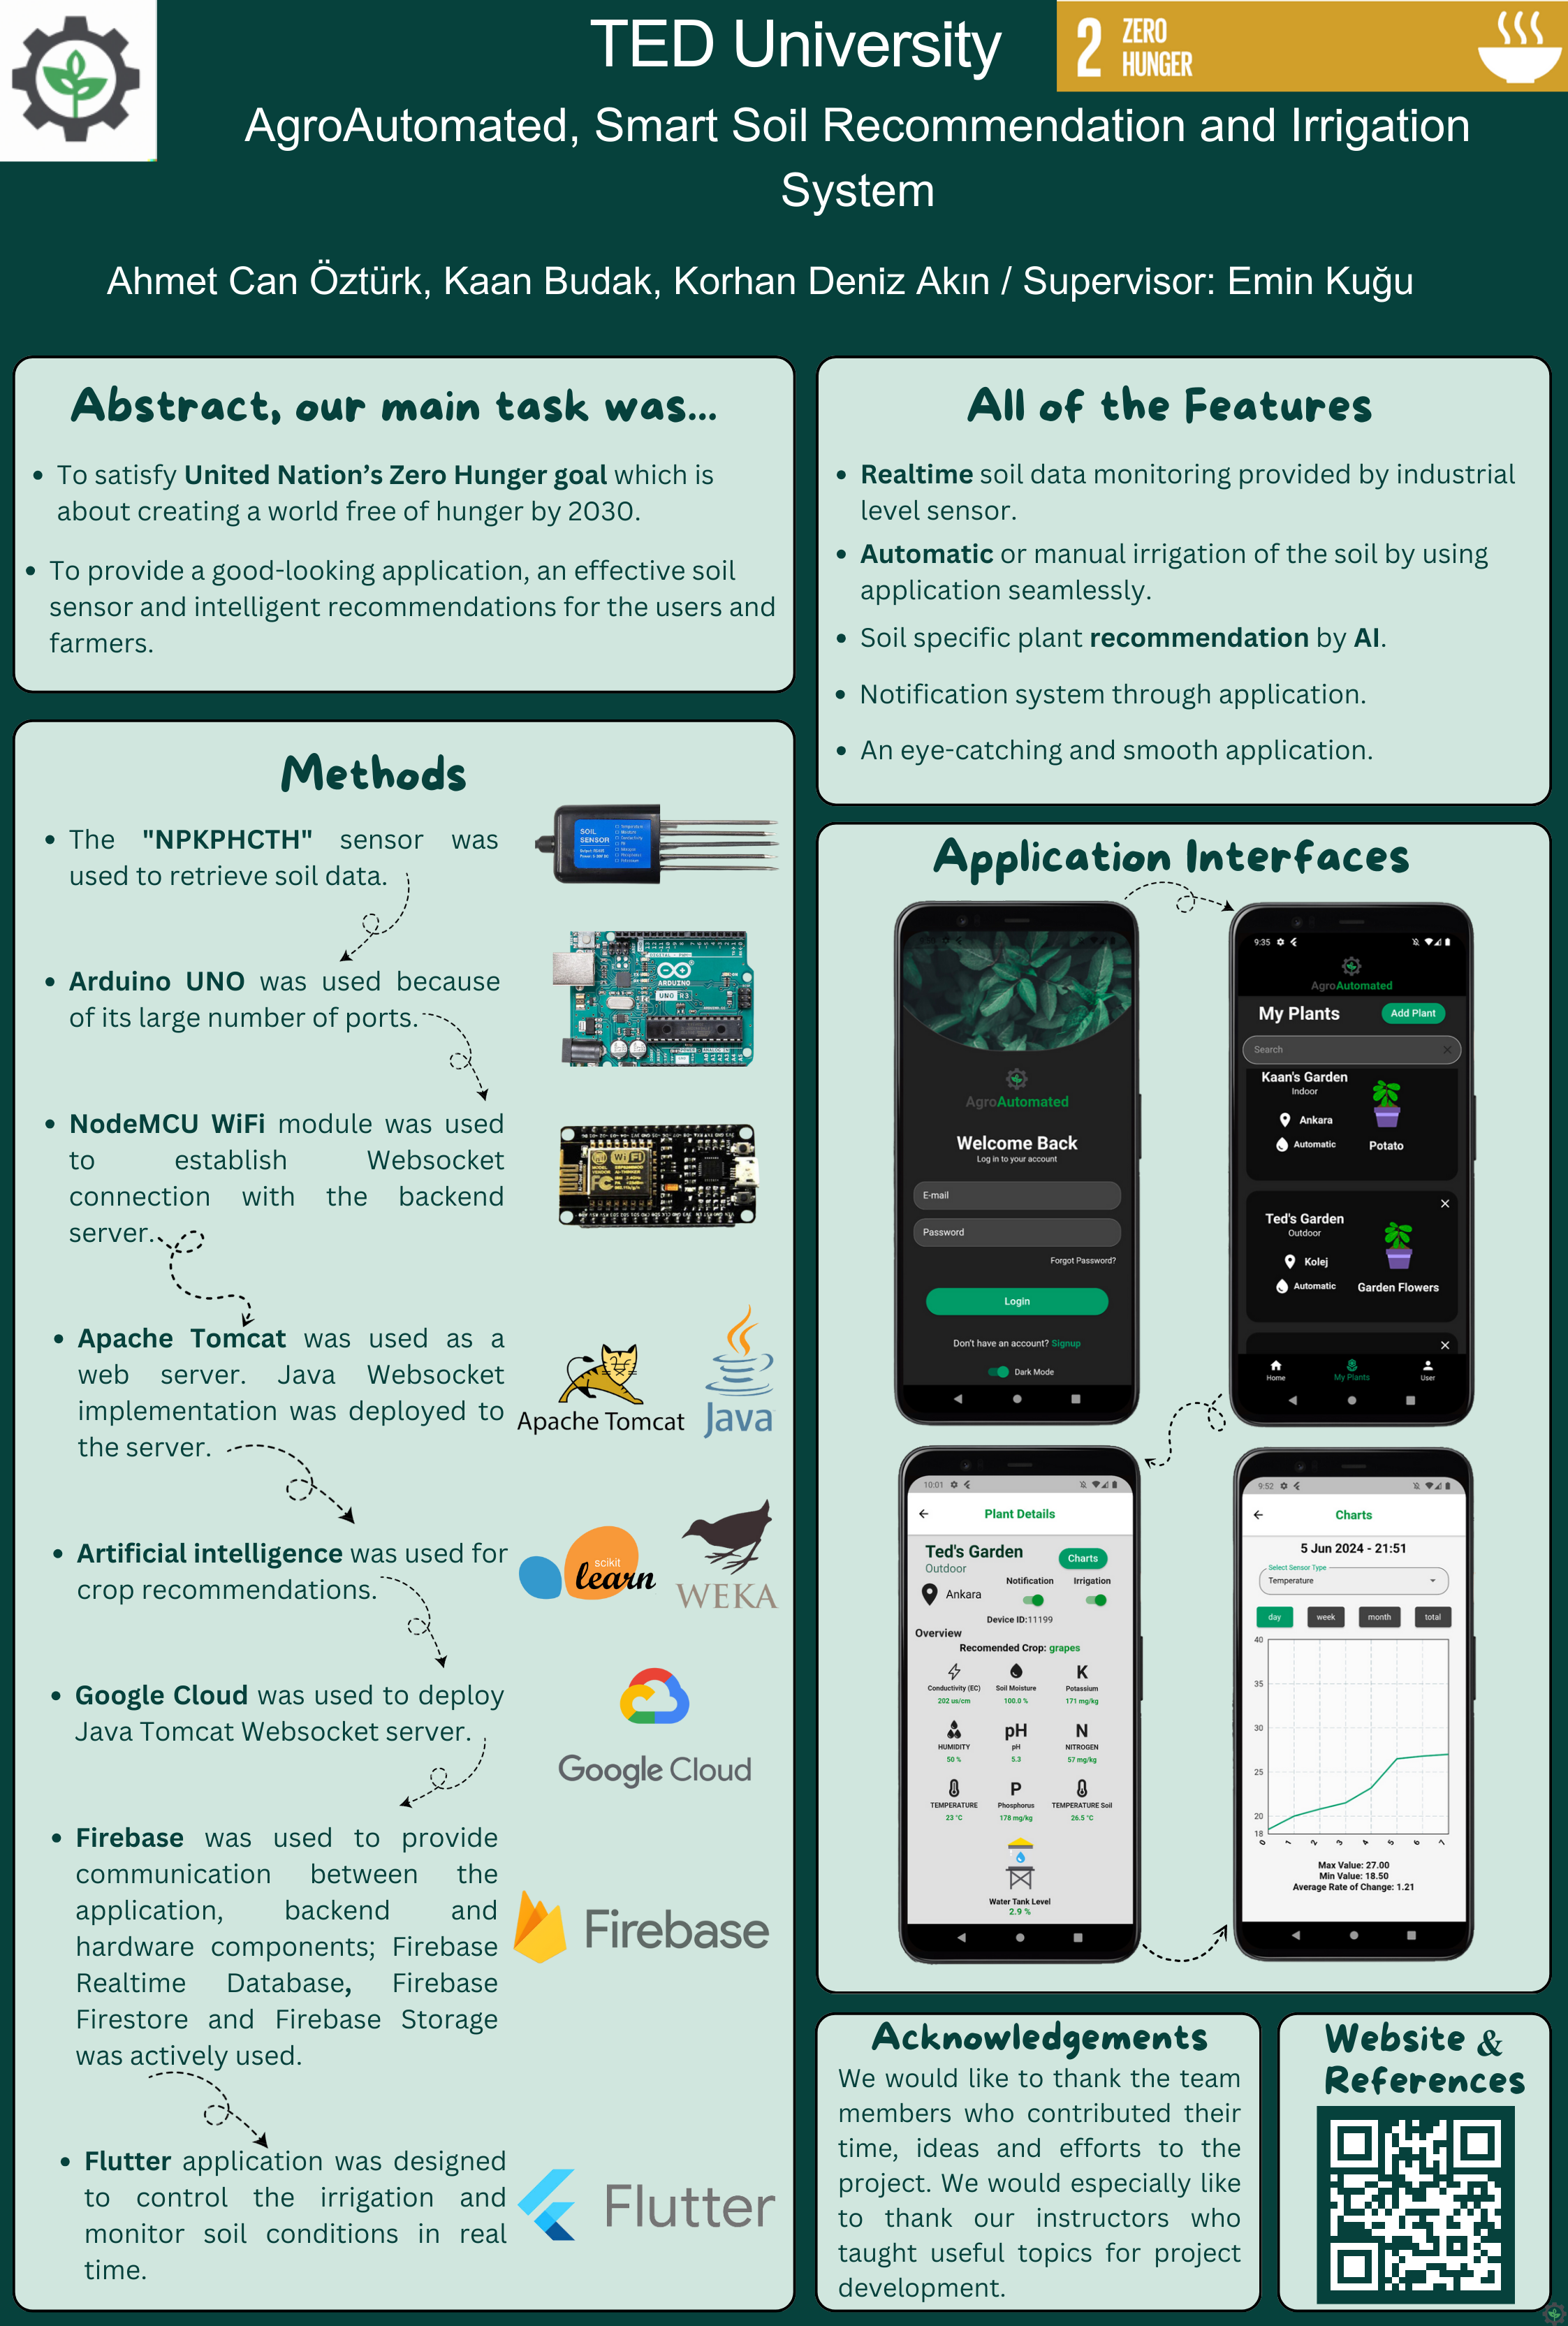 TED University
2 ZERO
HUNGER
AgroAutomated, Smart Soil Recommendation and Irrigation
System
Ahmet Can Öztürk, Kaan Budak, Korhan Deniz Akın / Supervisor: Emin Kuğu
Abstract, our main task was...
• To satisfy United Nation's Zero Hunger goal which is
about creating a world free of hunger by 2030.
• To provide a good-looking application, an effective soil
sensor and intelligent recommendations for the users and
farmers.
Methods
• The "NPKPHCTH" sensor was
used to retrieve soil data.
SOIL
SENSOR
• Arduino UNO was used because
of its large number of ports.
ARDUINO
UNO R3
• NodeMCU WiFi module was used
to establish Websocket
connection with the backend
server.
WiFi
• Apache Tomcat was used as a
web server. Java Websocket
implementation was deployed to
the server.
Apache Tomcat
Java
• Artificial intelligence was used for
crop recommendations.
scikit
learn
WEKA
• Google Cloud was used to deploy
Java Tomcat Websocket server.
Google Cloud
• Firebase was used to provide
communication between the
application, backend and
hardware components; Firebase
Realtime Database, Firebase
Firestore and Firebase Storage
was actively used.
Firebase
• Flutter application was designed
to control the irrigation and
monitor soil conditions in real
time.
Flutter
All of the Features
• Realtime soil data monitoring provided by industrial
level sensor.
• Automatic or manual irrigation of the soil by using
application seamlessly.
• Soil specific plant recommendation by AI.
• Notification system through application.
• An eye-catching and smooth application.
Application Interfaces
AgroAutomated
Welcome Back
Log in to your account
E-mail
Password
Forgot Password?
Login
Don't have an account? Signup
Dark Mode
9:35
AgroAutomated
My Plants
Add Plant
Search
Kaan's Garden
Indoor
Ankara
Automatic
Potato
Ted's Garden
Outdoor
Kolej
Automatic
Garden Flowers
Home
My Plants
User
10:01
Plant Details
Ted's Garden
Outdoor
Charts
Ankara
Notification
Irrigation
Device ID:11199
Overview
Recomended Crop: grapes
K
Conductivity (EC) Soil Moisture Potassium
202 us/cm 100.0 % 171 mg/kg
pH N
HUMIDITY pH NITROGEN
50 % 5.3 57 mg/kg
P
TEMPERATURE Phosphorus TEMPERATURE Soil
23 °C 178 mg/kg 26.5 °C
Water Tank Level
2.9 %
9:52
Charts
5 Jun 2024 - 21:51
Select Sensor Type
Temperature
day week month total
40
35
30
25
20
18
0 1 2 3 4 5 6 7
Max Value: 27.00
Min Value: 18.50
Average Rate of Change: 1.21
Acknowledgements
We would like to thank the team
members who contributed their
time, ideas and efforts to the
project. We would especially like
to thank our instructors who
taught useful topics for project
development.
Website &
References